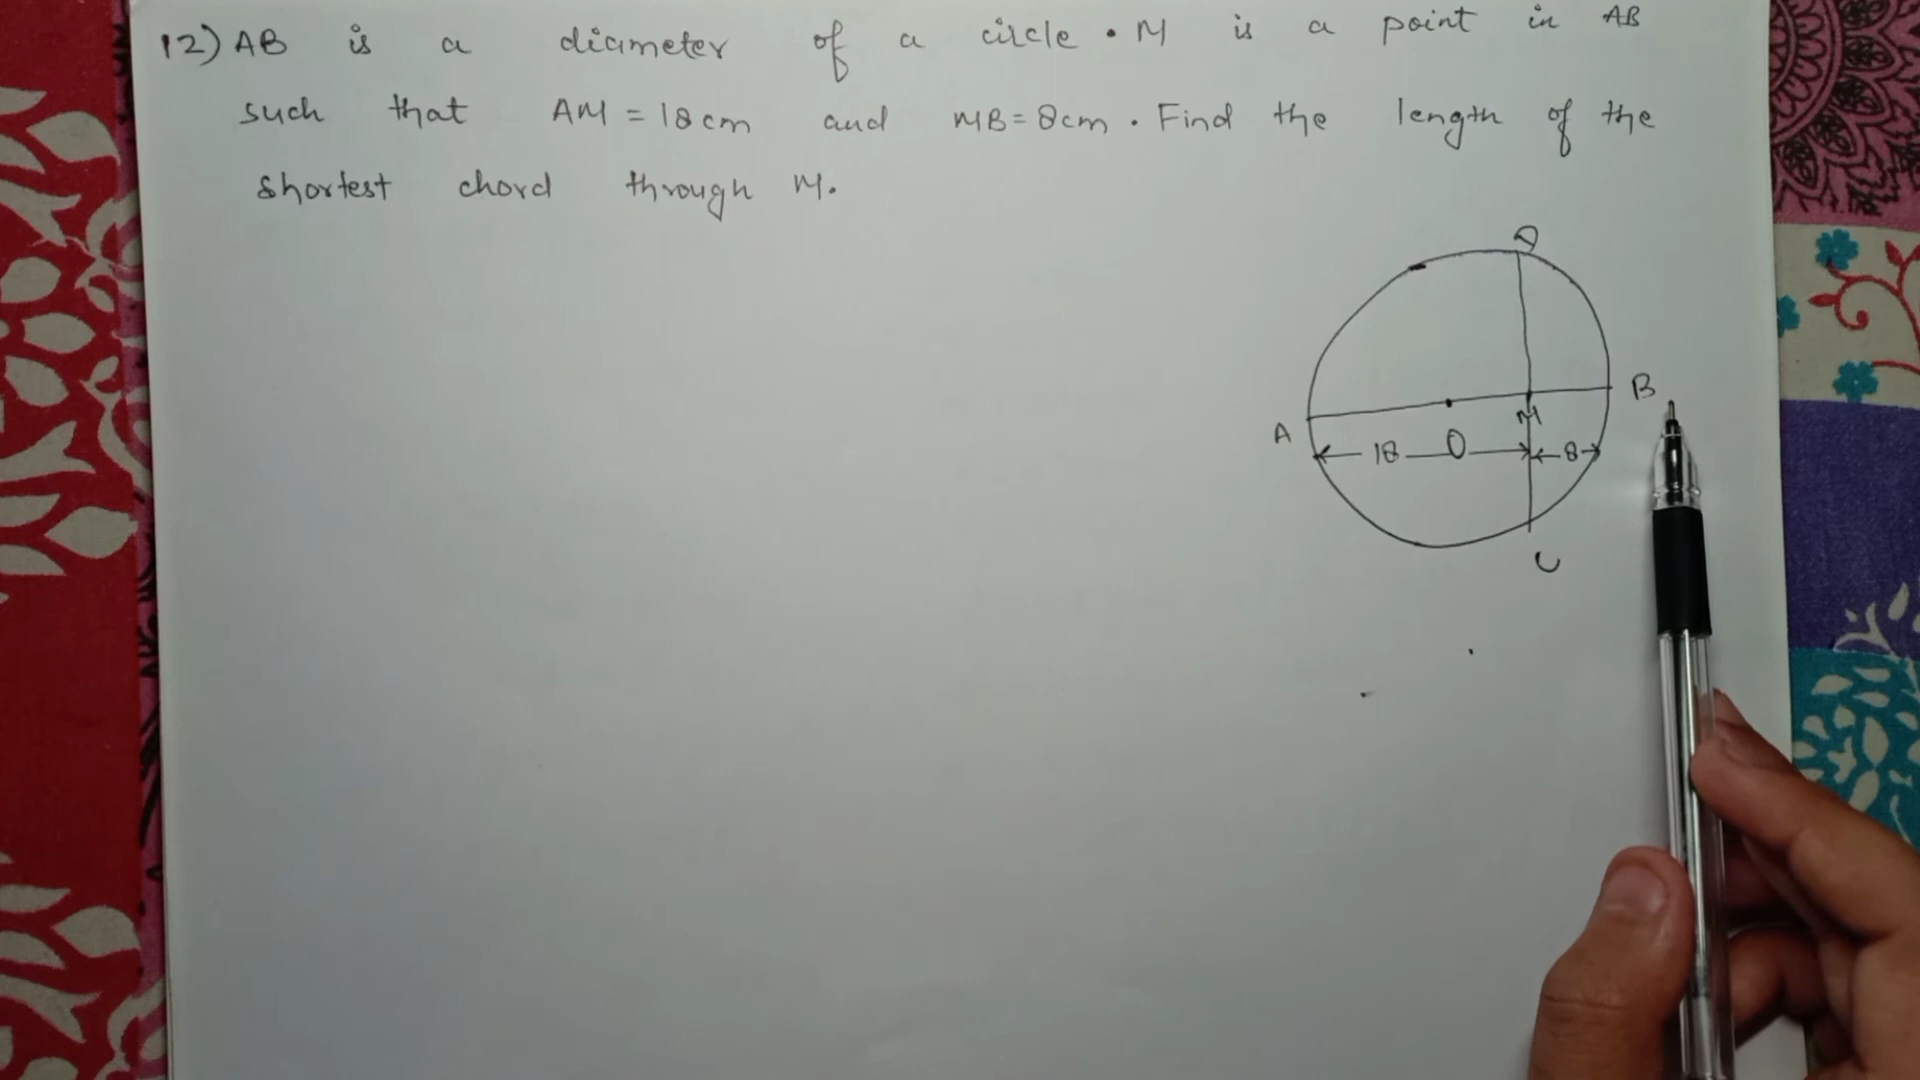 12) AB is a diameter of a circle . M is a point in AB
such that AM = 18 cm and MB = 8cm . Find the length of the
shortest chord through M.
D
B
M
A
18 O 8
C